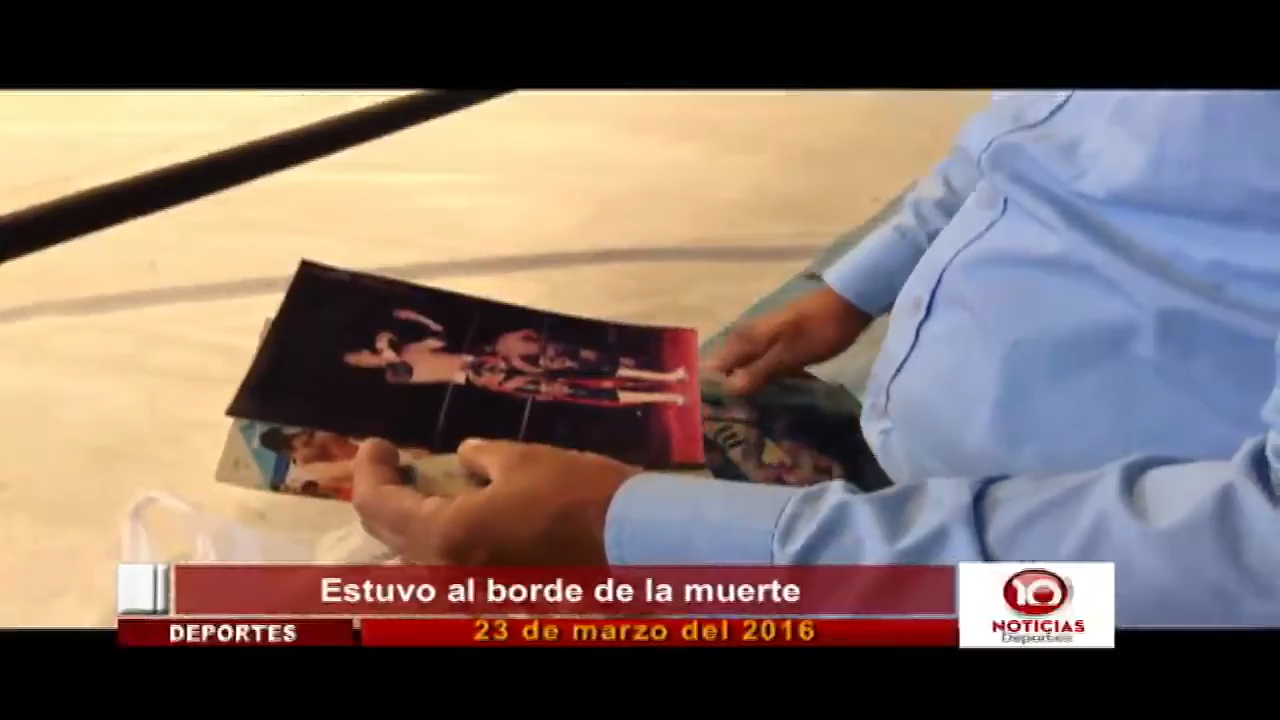 Estuvo al borde de la muerte
DEPORTES
23 de marzo del 2016
10
NOTICIAS
Deportes